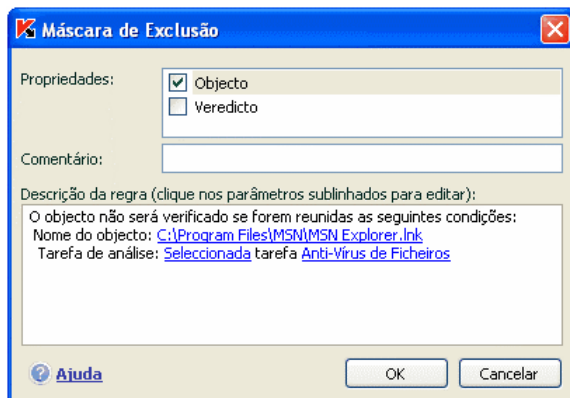 Máscara de Exclusão
Propriedades:
Objecto
Veredicto
Comentário:
Descrição da regra (clique nos parâmetros sublinhados para editar):
O objecto não será verificado se forem reunidas as seguintes condições:
Nome do objecto: C:\Program Files\MSN\MSN Explorer.lnk
Tarefa de análise: Seleccionada tarefa Anti-Vírus de Ficheiros
Ajuda
OK
Cancelar